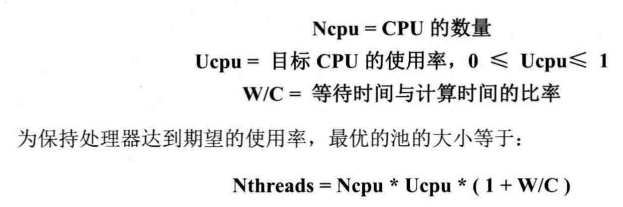 Ncpu = CPU 的数量
Ucpu = 目标 CPU 的使用率，0 ≤ Ucpu≤ 1
W/C = 等待时间与计算时间的比率
为保持处理器达到期望的使用率，最优的池的大小等于：
Nthreads = Ncpu * Ucpu * ( 1 + W/C )